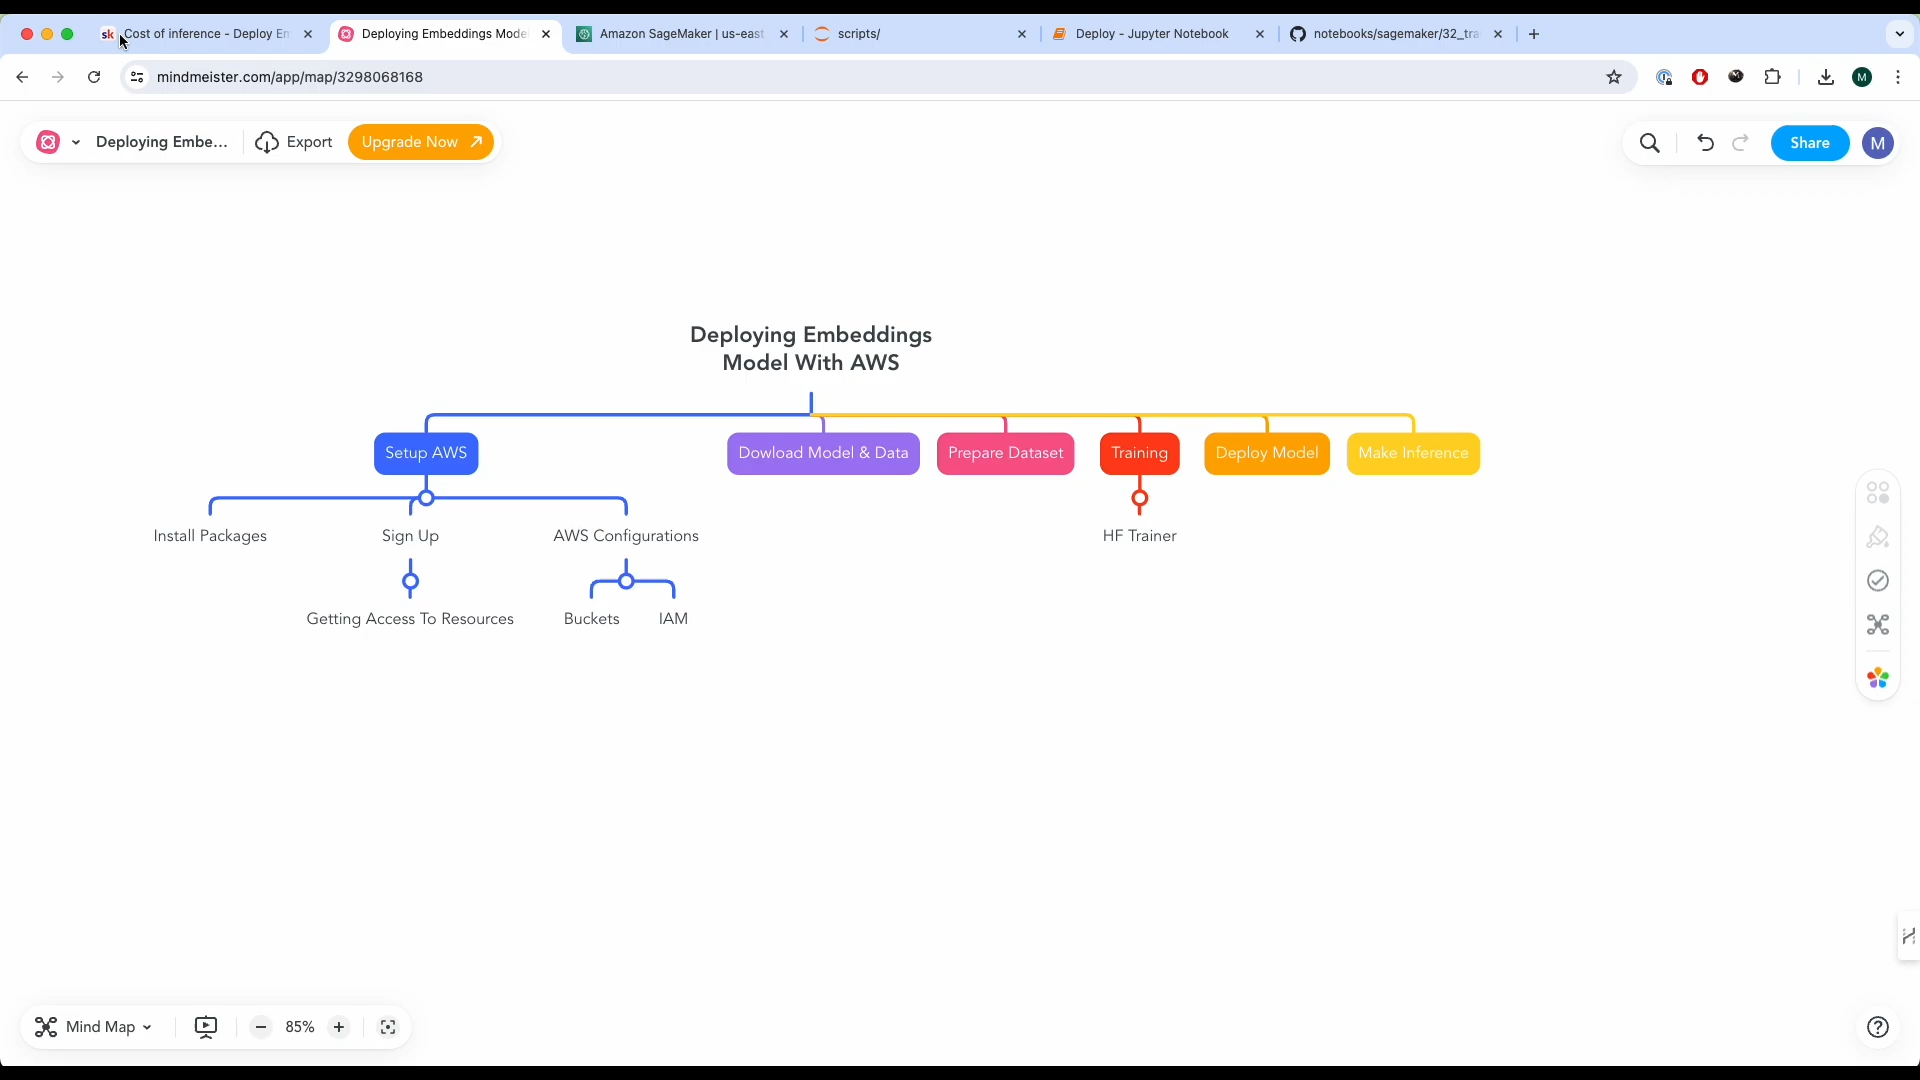 sk Cost of inference - Deploy Em
Deploying Embeddings Mode
Amazon SageMaker | us-east
scripts/
Deploy - Jupyter Notebook
notebooks/sagemaker/32_tra
mindmeister.com/app/map/3298068168
M
Deploying Embe...
Export
Upgrade Now
Share
M
Deploying Embeddings
Model With AWS
Setup AWS
Dowload Model & Data
Prepare Dataset
Training
Deploy Model
Make Inference
Install Packages
Sign Up
AWS Configurations
HF Trainer
Getting Access To Resources
Buckets
IAM
Mind Map
85%